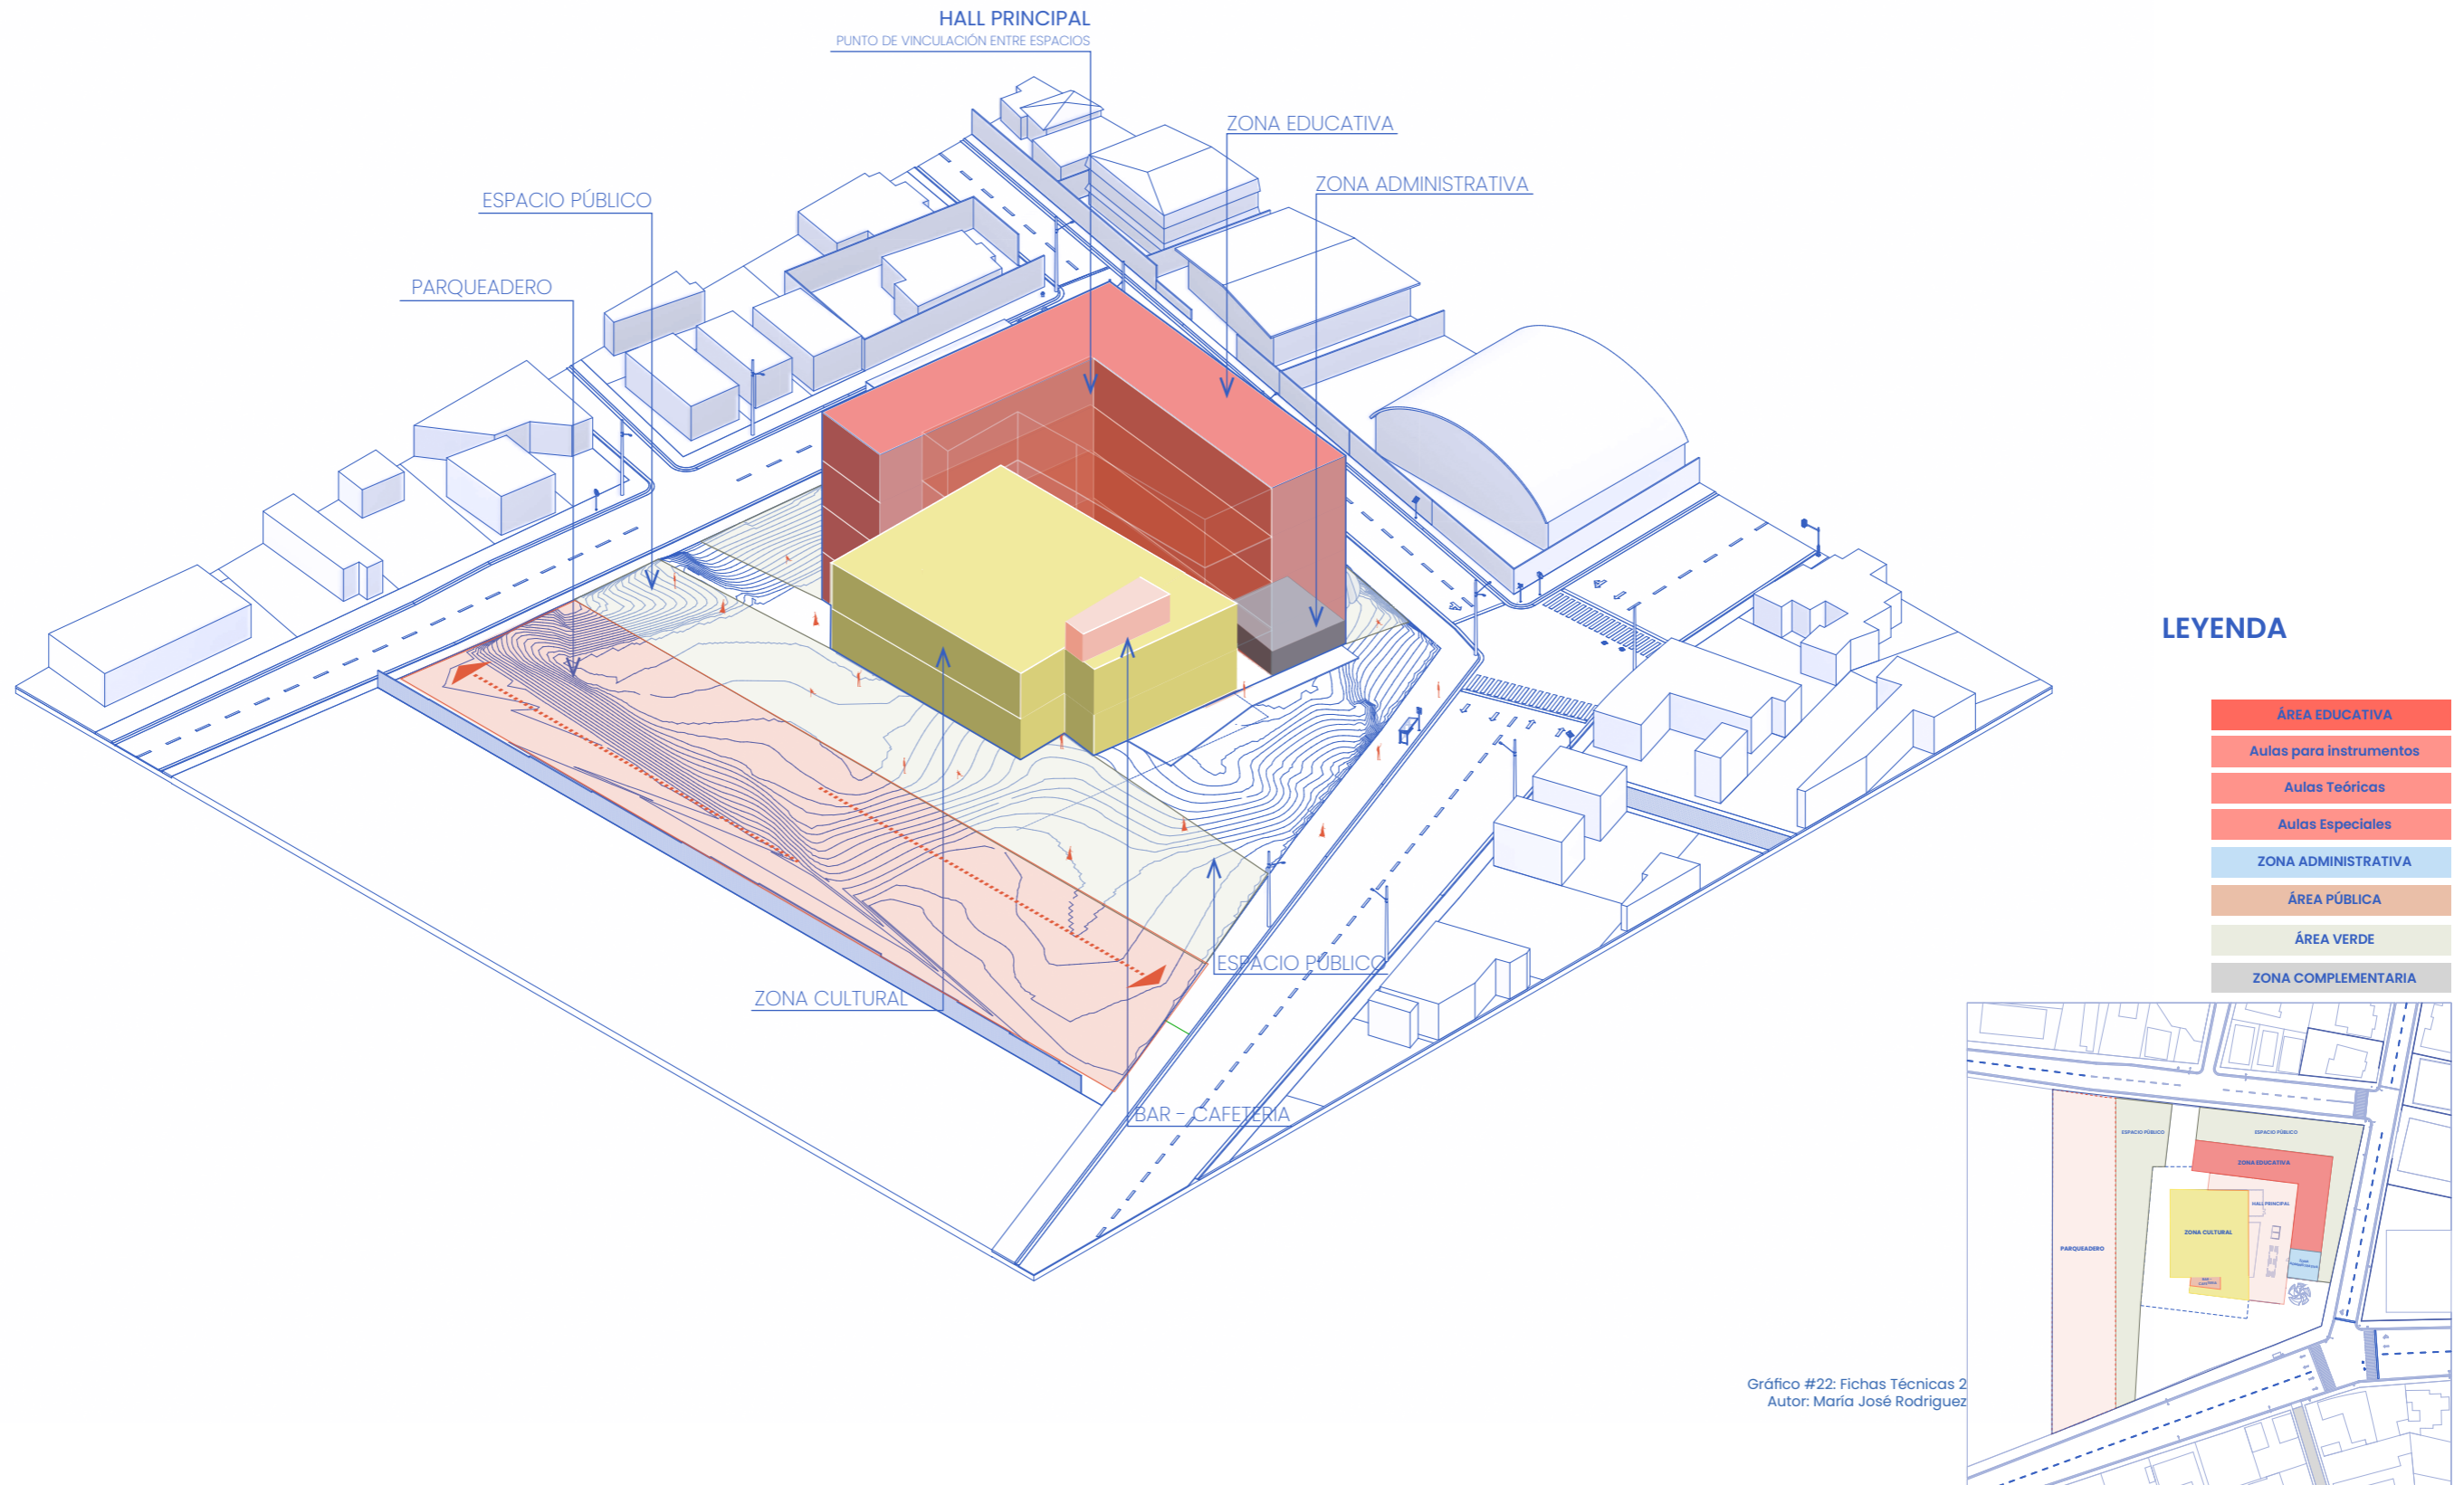 HALL PRINCIPAL
PUNTO DE VINCULACIÓN ENTRE ESPACIOS
ZONA EDUCATIVA
ZONA ADMINISTRATIVA
ESPACIO PÚBLICO
PARQUEADERO
LEYENDA
ÁREA EDUCATIVA
Aulas para instrumentos
Aulas Teóricas
Aulas Especiales
ZONA ADMINISTRATIVA
ÁREA PÚBLICA
ÁREA VERDE
ZONA COMPLEMENTARIA
ESPACIO PÚBLICO
ZONA CULTURAL
BAR - CAFETERIA
ESPACIO PÚBLICO
ESPACIO PÚBLICO
ZONA EDUCATIVA
HALL PRINCIPAL
ZONA CULTURAL
PARQUEADERO
Gráfico #22: Fichas Técnicas 2
Autor: María José Rodriguez